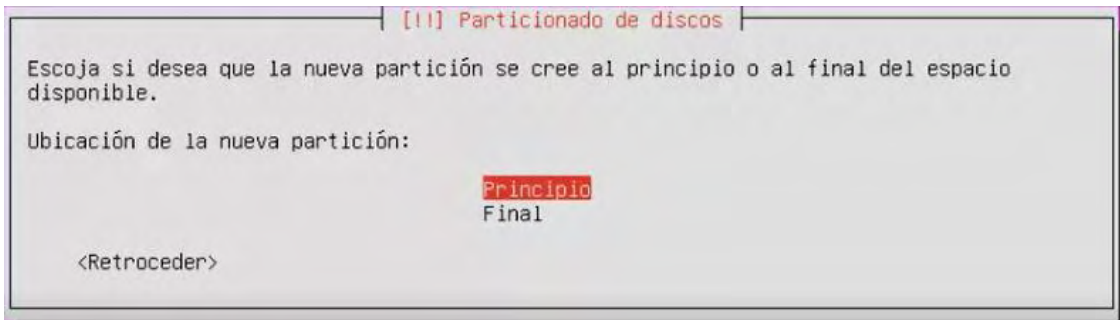 [!!] Particionado de discos
Escoja si desea que la nueva partición se cree al principio o al final del espacio
disponible.
Ubicación de la nueva partición:
Principio
Final
<Retroceder>